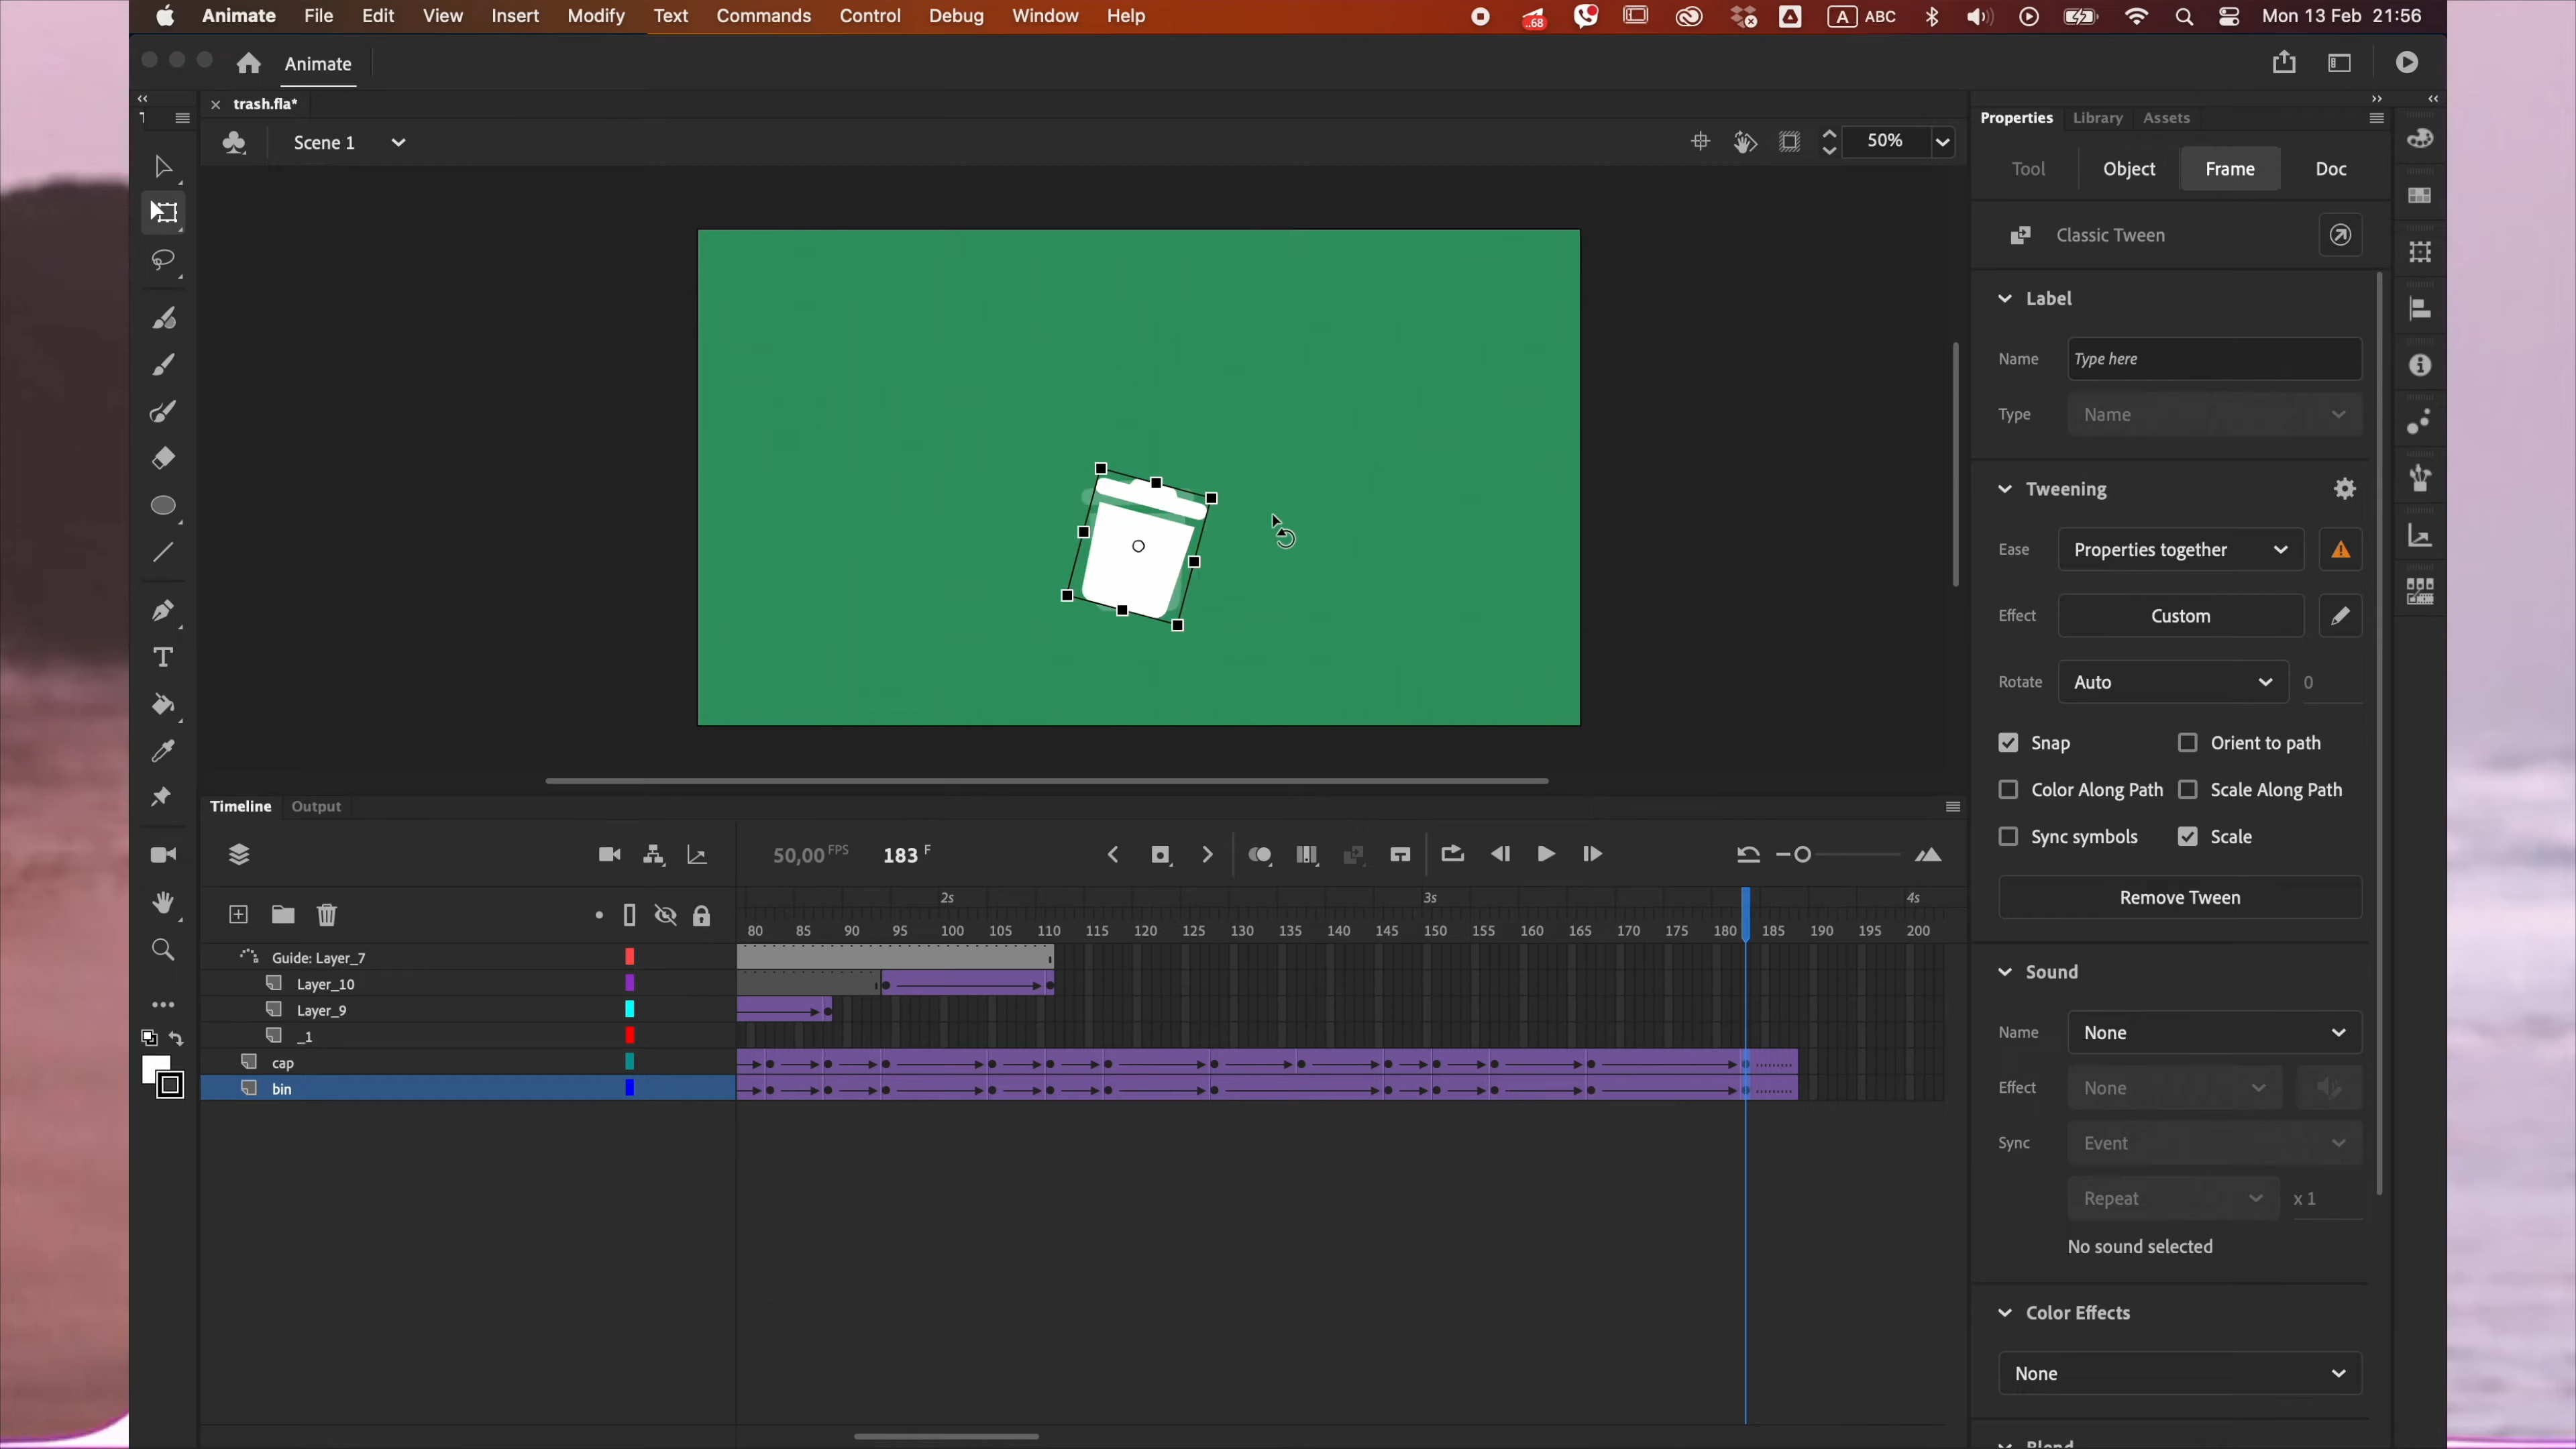 Animate File Edit View Insert Modify Text Commands Control Debug Window Help ..68 A ABC Mon 13 Feb 21:56
Animate
trash.fla*
Scene 1
50%
Properties Library Assets
Tool Object Frame Doc
Classic Tween
Label
Name Type here
Type Name
Tweening
Ease Properties together
Effect Custom
Rotate Auto 0
Snap Orient to path
Color Along Path Scale Along Path
Sync symbols Scale
Remove Tween
Sound
Name None
Effect None
Sync Event
Repeat x 1
No sound selected
Color Effects
None
Timeline Output
50,00 FPS 183 F
2s 3s 4s
80 85 90 95 100 105 110 115 120 125 130 135 140 145 150 155 160 165 170 175 180 185 190 195 200
Guide: Layer_7
Layer_10
Layer_9
_1
cap
bin